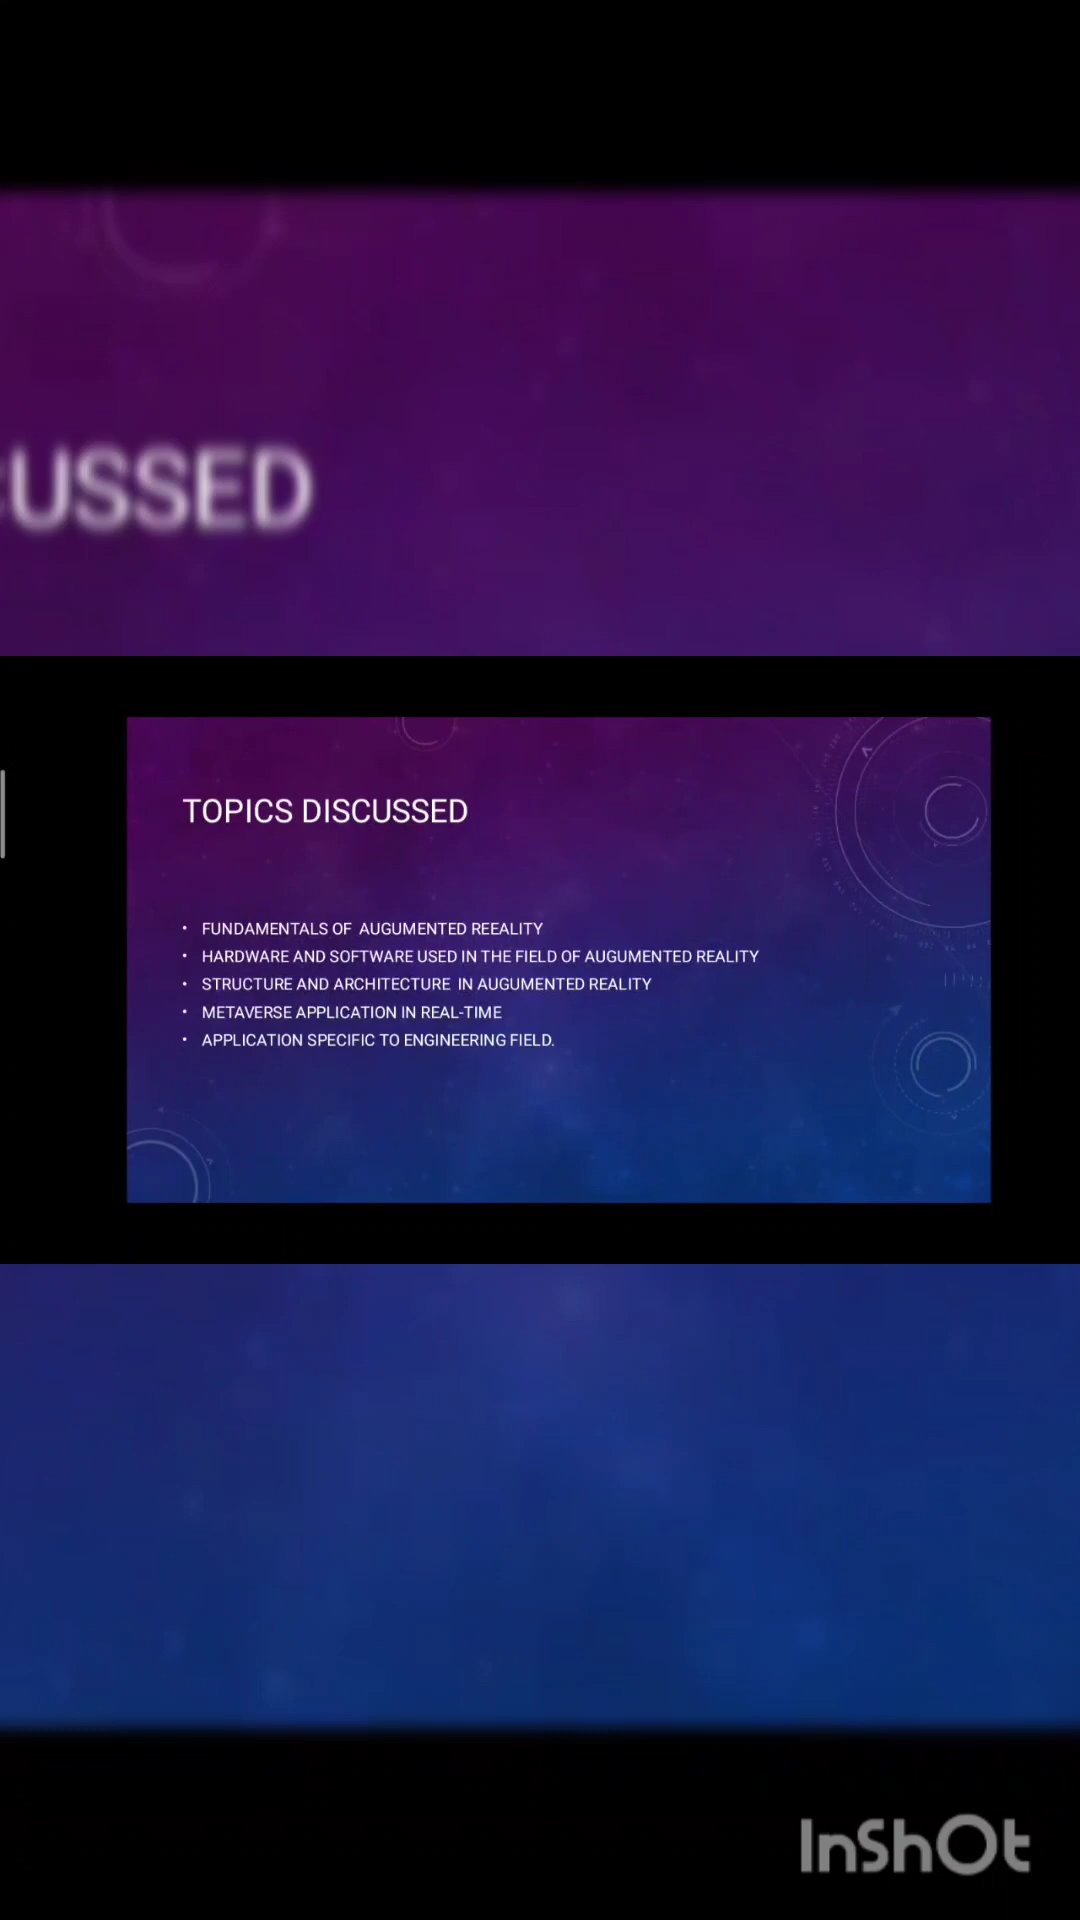 CUSSED
TOPICS DISCUSSED
• FUNDAMENTALS OF AUGUMENTED REEALITY
• HARDWARE AND SOFTWARE USED IN THE FIELD OF AUGUMENTED REALITY
• STRUCTURE AND ARCHITECTURE IN AUGUMENTED REALITY
• METAVERSE APPLICATION IN REAL-TIME
• APPLICATION SPECIFIC TO ENGINEERING FIELD.
InShOt